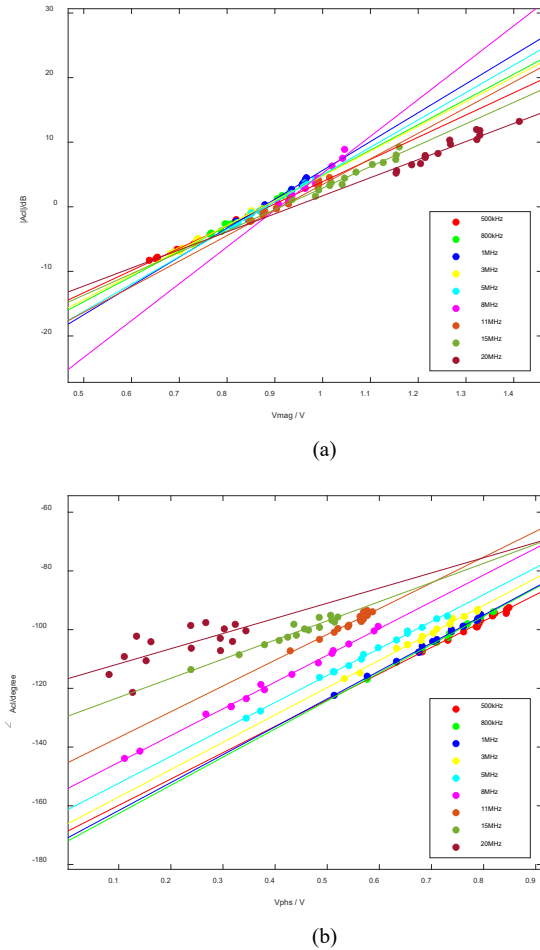 30
20
10
0
-10
-20
|Acl|/dB
0.5 0.6 0.7 0.8 0.9 1 1.1 1.2 1.3 1.4
Vmag / V
500kHz
800kHz
1MHz
3MHz
5MHz
8MHz
11MHz
15MHz
20MHz
(a)
-60
-80
-100
-120
-140
-160
-180
∠ Acl/degree
0.1 0.2 0.3 0.4 0.5 0.6 0.7 0.8 0.9
Vphs / V
500kHz
800kHz
1MHz
3MHz
5MHz
8MHz
11MHz
15MHz
20MHz
(b)